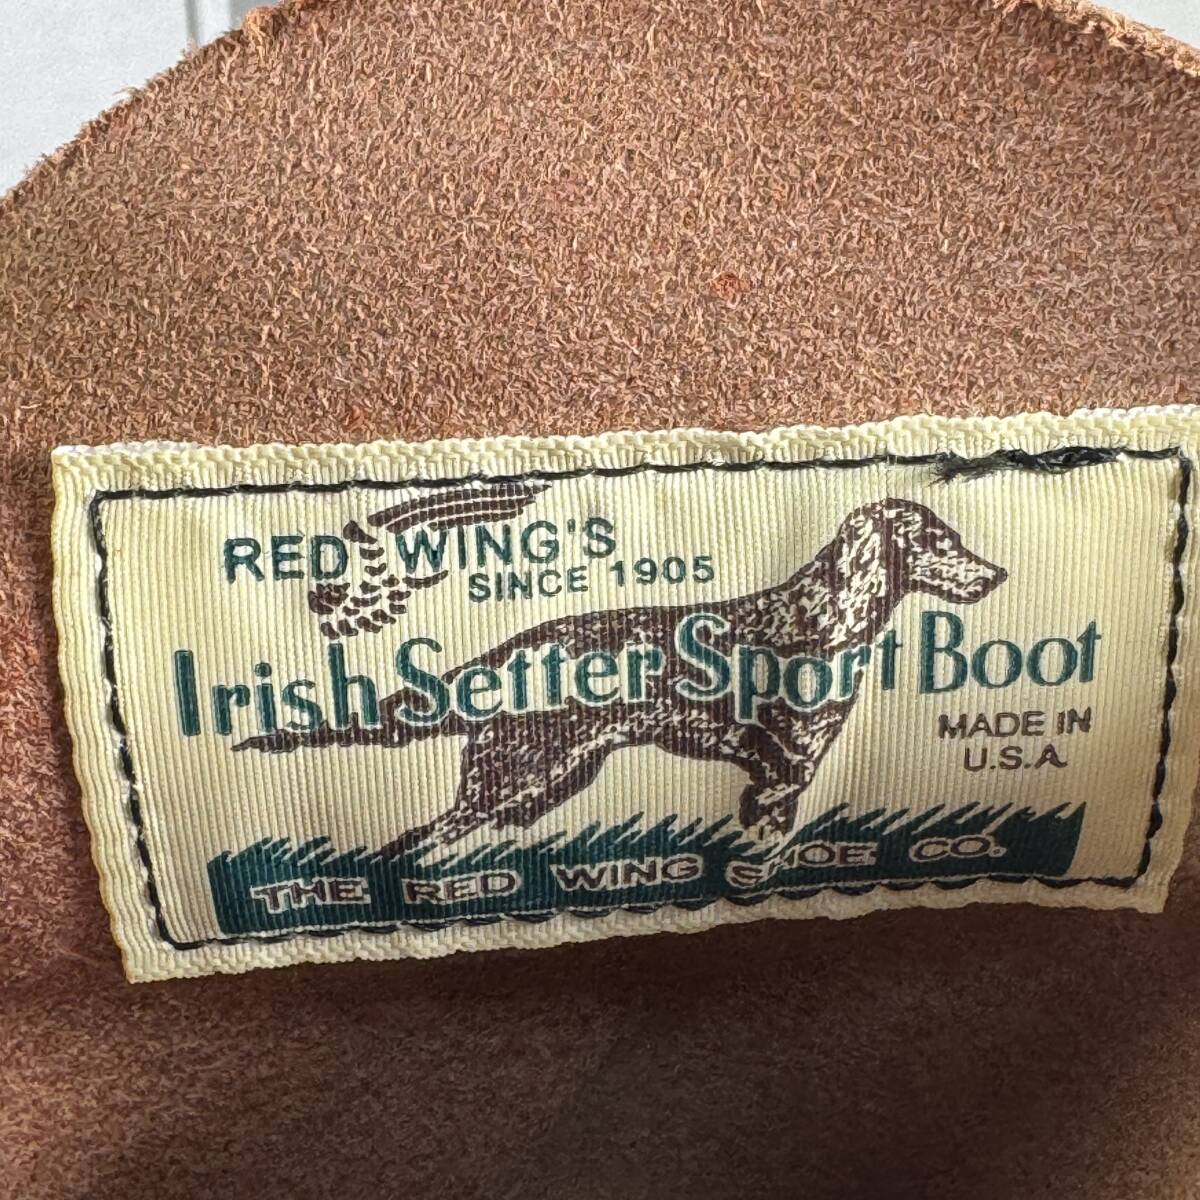 RED WING'S
SINCE 1905
Irish Setter Sport Boot
MADE IN
U.S.A
THE RED WING SHOE CO.